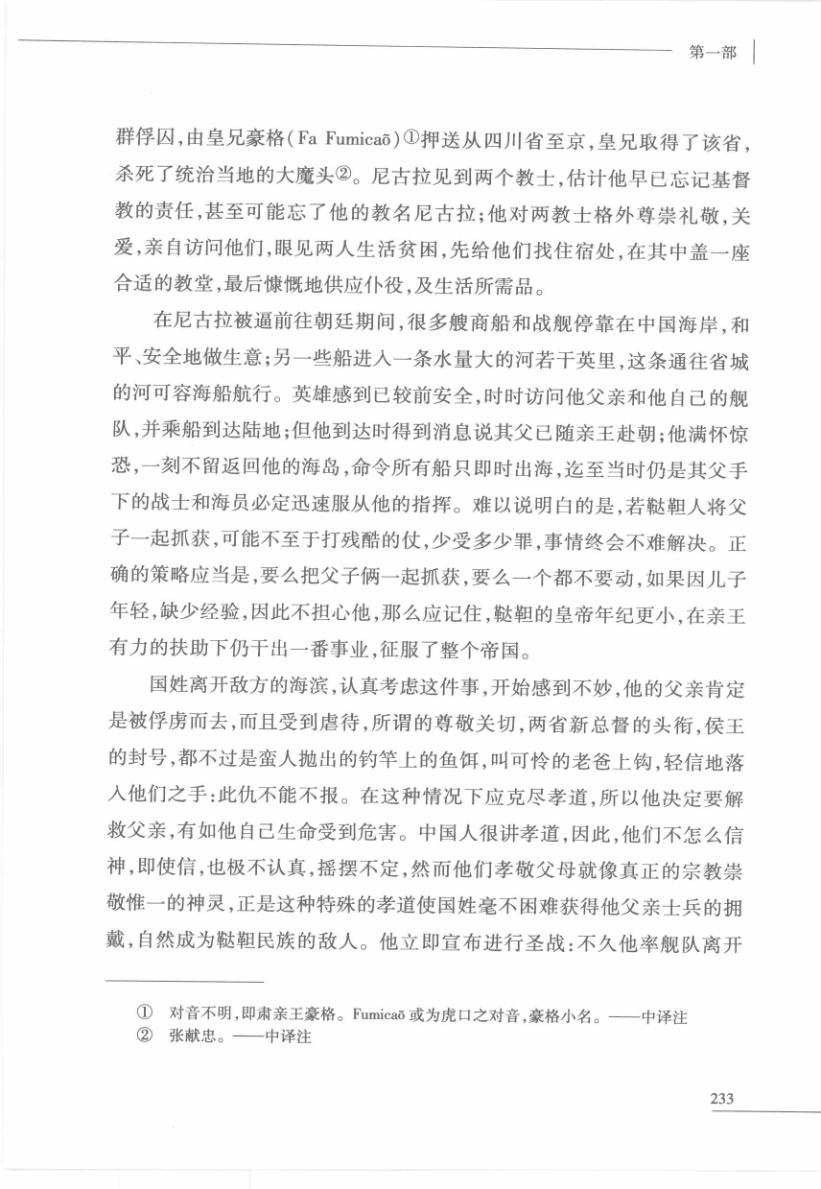 第一部
群俘囚,由皇兄豪格(Fa Fumicaõ)①押送从四川省至京,皇兄取得了该省,
杀死了统治当地的大魔头②。尼古拉见到两个教士,估计他早已忘记基督
教的责任,甚至可能忘了他的教名尼古拉;他对两教士格外尊崇礼敬,关
爱,亲自访问他们,眼见两人生活贫困,先给他们找住宿处,在其中盖一座
合适的教堂,最后慷慨地供应仆役,及生活所需品。
在尼古拉被逼前往朝廷期间,很多艘商船和战舰停靠在中国海岸,和
平、安全地做生意;另一些船进入一条水量大的河若干英里,这条通往省城
的河可容海船航行。英雄感到已较前安全,时时访问他父亲和他自己的舰
队,并乘船到达陆地;但他到达时得到消息说其父已随亲王赴朝;他满怀惊
恐,一刻不留返回他的海岛,命令所有船只即时出海,迄至当时仍是其父手
下的战士和海员必定迅速服从他的指挥。难以说明白的是,若鞑靼人将父
子一起抓获,可能不至于打残酷的仗,少受多少罪,事情终会不难解决。正
确的策略应当是,要么把父子俩一起抓获,要么一个都不要动,如果因儿子
年轻,缺少经验,因此不担心他,那么应记住,鞑靼的皇帝年纪更小,在亲王
有力的扶助下仍干出一番事业,征服了整个帝国。
国姓离开敌方的海滨,认真考虑这件事,开始感到不妙,他的父亲肯定
是被俘虏而去,而且受到虐待,所谓的尊敬关切,两省新总督的头衔,侯王
的封号,都不过是蛮人抛出的钓竿上的鱼饵,叫可怜的老爸上钩,轻信地落
入他们之手:此仇不能不报。在这种情况下应克尽孝道,所以他决定要解
救父亲,有如他自己生命受到危害。中国人很讲孝道,因此,他们不怎么信
神,即使信,也极不认真,摇摆不定,然而他们孝敬父母就像真正的宗教崇
敬惟一的神灵,正是这种特殊的孝道使国姓毫不困难获得他父亲士兵的拥
戴,自然成为鞑靼民族的敌人。他立即宣布进行圣战:不久他率舰队离开
① 对音不明,即肃亲王豪格。Fumicaõ 或为虎口之对音,豪格小名。——中译注
② 张献忠。——中译注
233